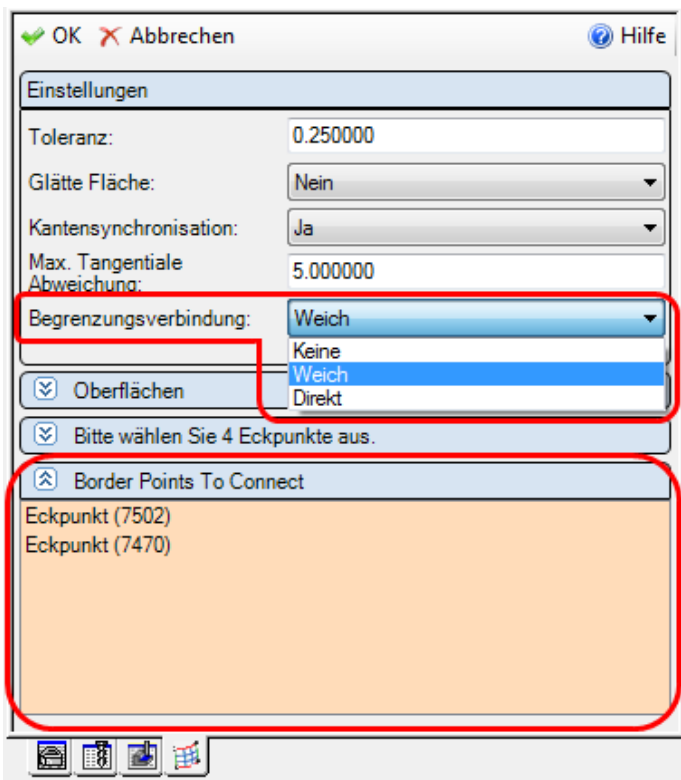 OK Abbrechen Hilfe
Einstellungen
Toleranz: 0.250000
Glätte Fläche: Nein
Kantensynchronisation: Ja
Max. Tangentiale
Abweichung: 5.000000
Begrenzungsverbindung: Weich
Keine
Weich
Direkt
Oberflächen
Bitte wählen Sie 4 Eckpunkte aus.
Border Points To Connect
Eckpunkt (7502)
Eckpunkt (7470)